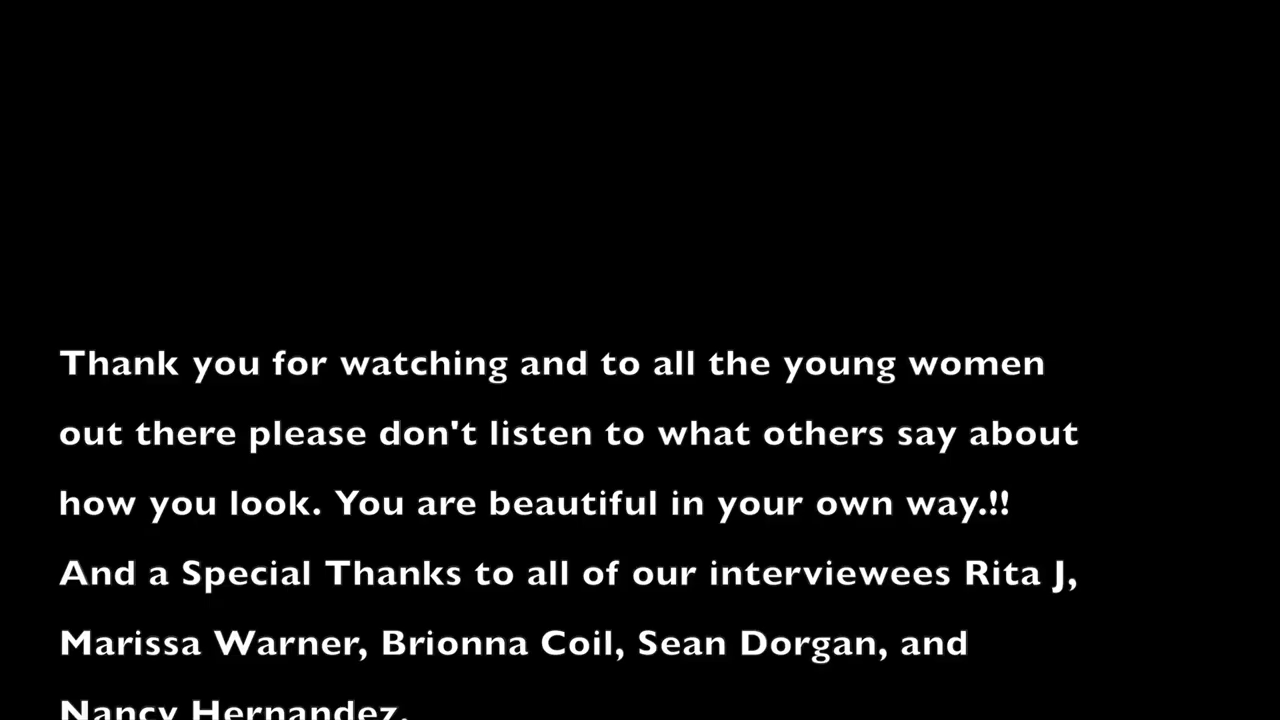 Thank you for watching and to all the young women
out there please don't listen to what others say about
how you look. You are beautiful in your own way.!!
And a Special Thanks to all of our interviewees Rita J,
Marissa Warner, Brionna Coil, Sean Dorgan, and
Nancy Hernandez.